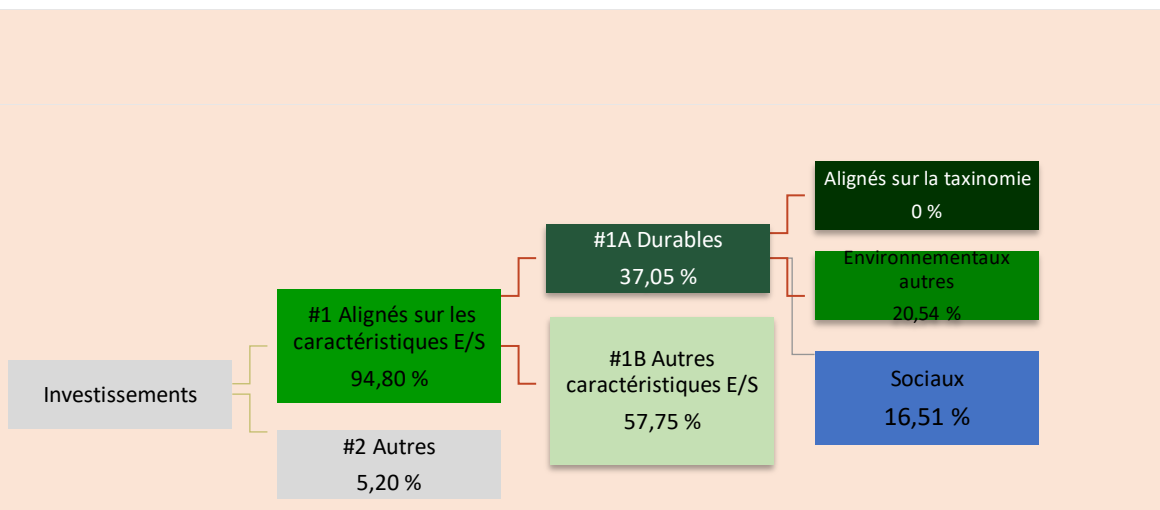 Investissements
#1 Alignés sur les
caractéristiques E/S
94,80 %
#2 Autres
5,20 %
#1A Durables
37,05 %
#1B Autres
caractéristiques E/S
57,75 %
Alignés sur la taxinomie
0 %
Environnementaux
autres
20,54 %
Sociaux
16,51 %